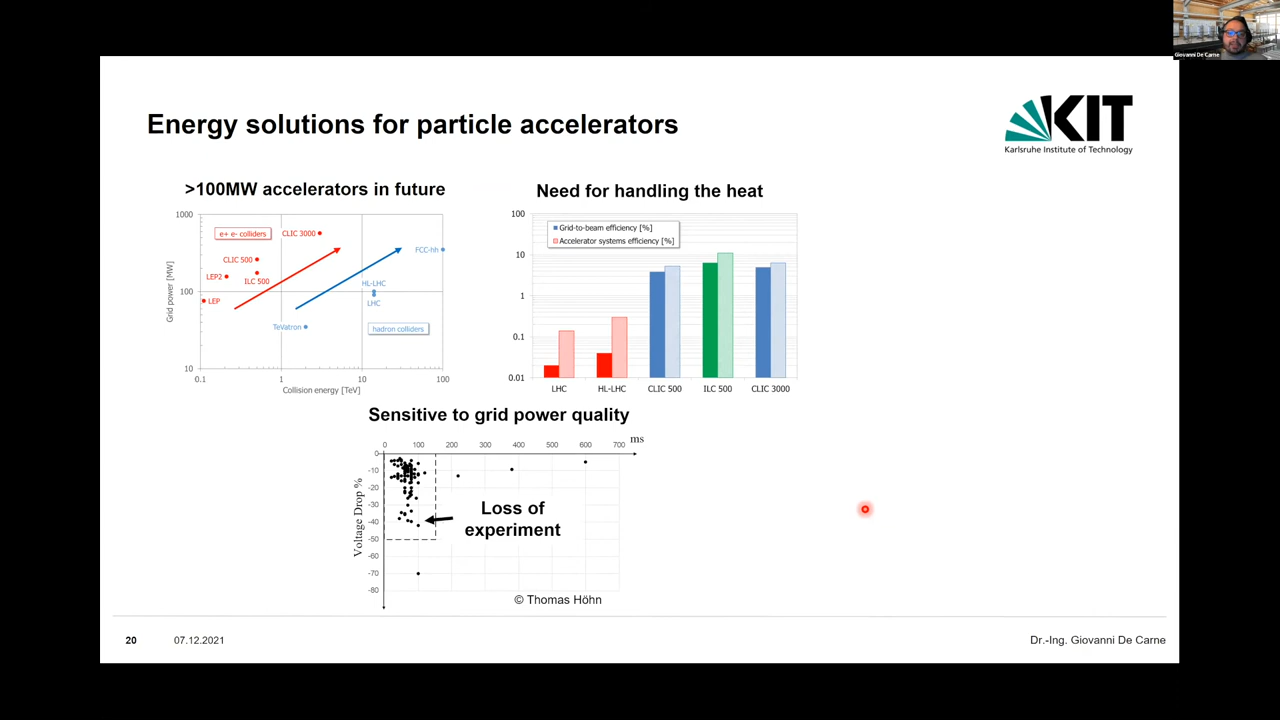 Giovanni De Carne
Energy solutions for particle accelerators
KIT
Karlsruhe Institute of Technology
>100MW accelerators in future
1000
100
10
0.1
1
10
100
Grid power [MW]
Collision energy [TeV]
e+ e- colliders
CLIC 3000
CLIC 500
ILC 500
LEP2
LEP
FCC-hh
HL-LHC
LHC
TeVatron
hadron colliders
Need for handling the heat
100
10
1
0.1
0.01
Grid-to-beam efficiency [%]
Accelerator systems efficiency [%]
LHC
HL-LHC
CLIC 500
ILC 500
CLIC 3000
Sensitive to grid power quality
0
100
200
300
400
500
600
700
ms
0
-10
-20
-30
-40
-50
-60
-70
-80
Voltage Drop %
Loss of
experiment
© Thomas Höhn
20
07.12.2021
Dr.-Ing. Giovanni De Carne